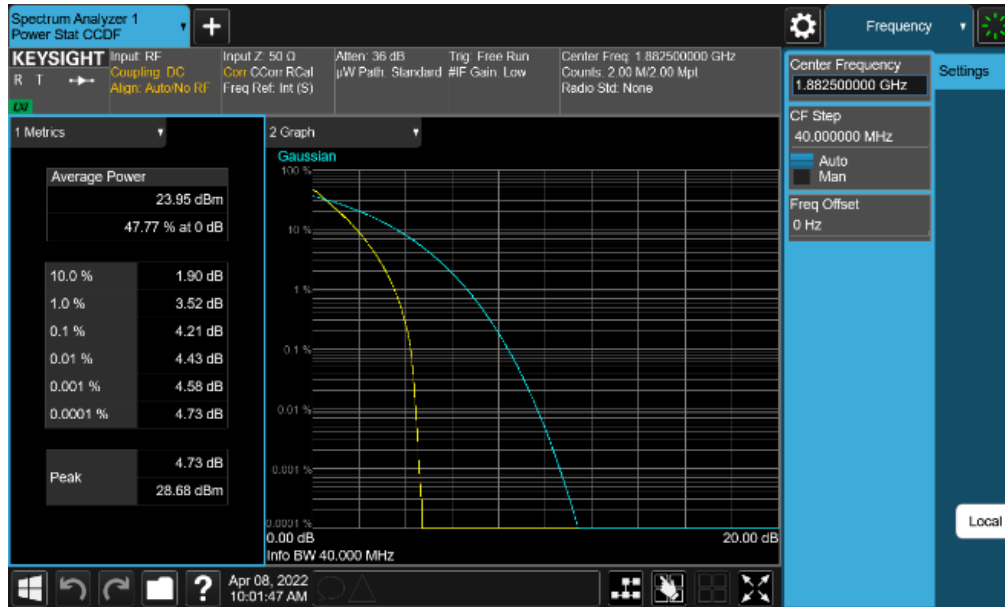 Spectrum Analyzer 1
Power Stat CCDF
+
Frequency
KEYSIGHT
R T
LXI
Input: RF
Coupling: DC
Align: Auto/No RF
Input Z: 50 Ω
Corr CCorr RCal
Freq Ref: Int (S)
Atten: 36 dB
µW Path: Standard
Trig: Free Run
#IF Gain: Low
Center Freq: 1.882500000 GHz
Counts: 2.00 M/2.00 Mpt
Radio Std: None
Center Frequency
1.882500000 GHz
Settings
CF Step
40.000000 MHz
Auto
Man
Freq Offset
0 Hz
1 Metrics
Average Power
23.95 dBm
47.77 % at 0 dB
10.0 % 1.90 dB
1.0 % 3.52 dB
0.1 % 4.21 dB
0.01 % 4.43 dB
0.001 % 4.58 dB
0.0001 % 4.73 dB
Peak 4.73 dB
28.68 dBm
2 Graph
Gaussian
100 %
10 %
1 %
0.1 %
0.01 %
0.001 %
0.0001 %
0.00 dB 20.00 dB
Info BW 40.000 MHz
Local
?
Apr 08, 2022
10:01:47 AM